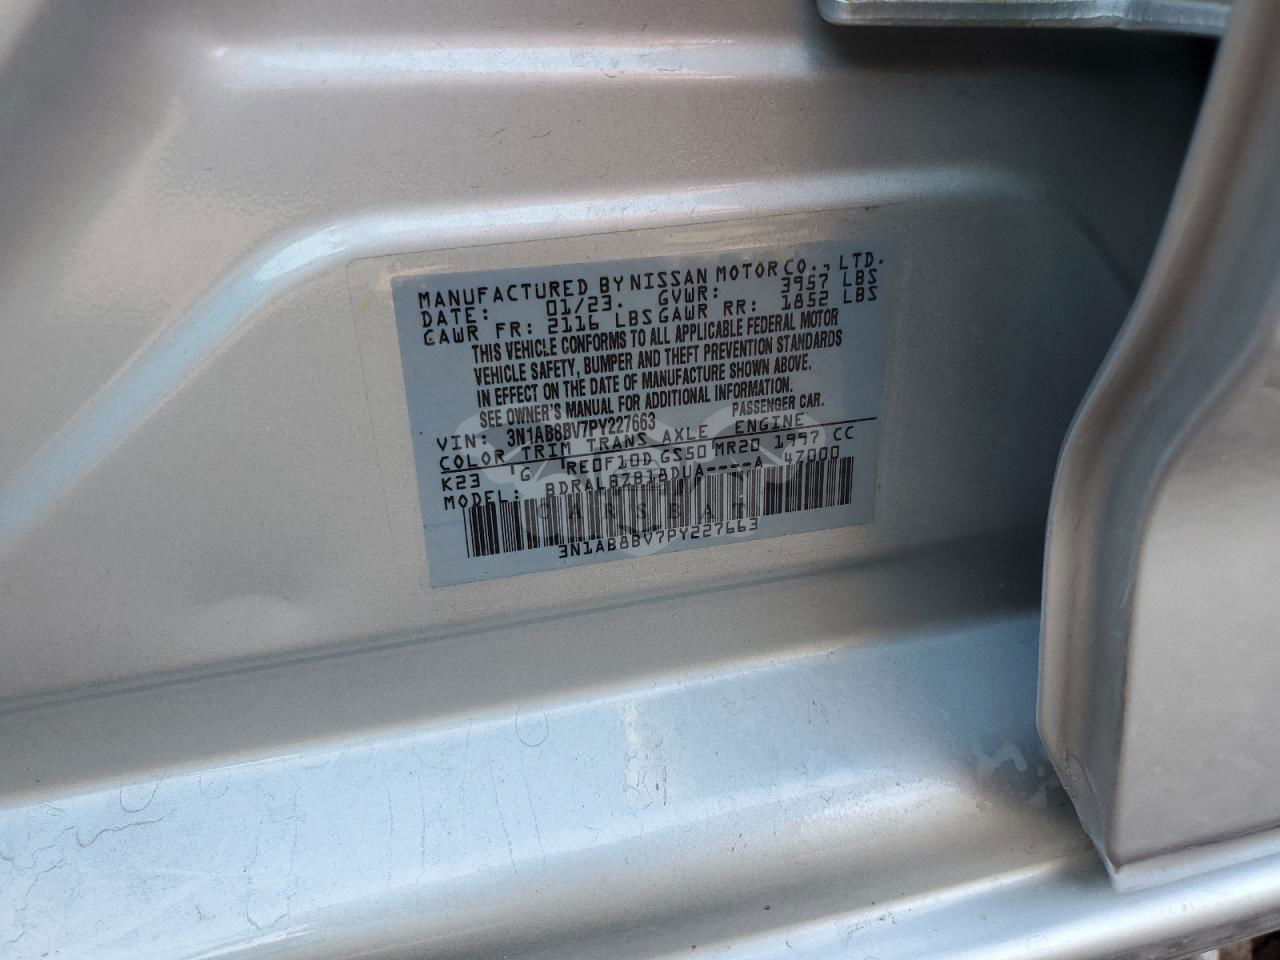 MANUFACTURED BY NISSAN MOTOR CO., LTD.
DATE: 01/23. GVWR: 3957 LBS
GAWR FR: 2116 LBS GAWR RR: 1852 LBS
THIS VEHICLE CONFORMS TO ALL APPLICABLE FEDERAL MOTOR
VEHICLE SAFETY, BUMPER AND THEFT PREVENTION STANDARDS
IN EFFECT ON THE DATE OF MANUFACTURE SHOWN ABOVE.
SEE OWNER'S MANUAL FOR ADDITIONAL INFORMATION.
VIN: 3N1AB8BV7PY227663 PASSENGER CAR.
COLOR TRIM TRANS AXLE ENGINE
K23 G RE0F10D GS50 MR20 1997 CC
MODEL: BDRALBZB18DUA----A 47000
3N1AB8BV7PY227663